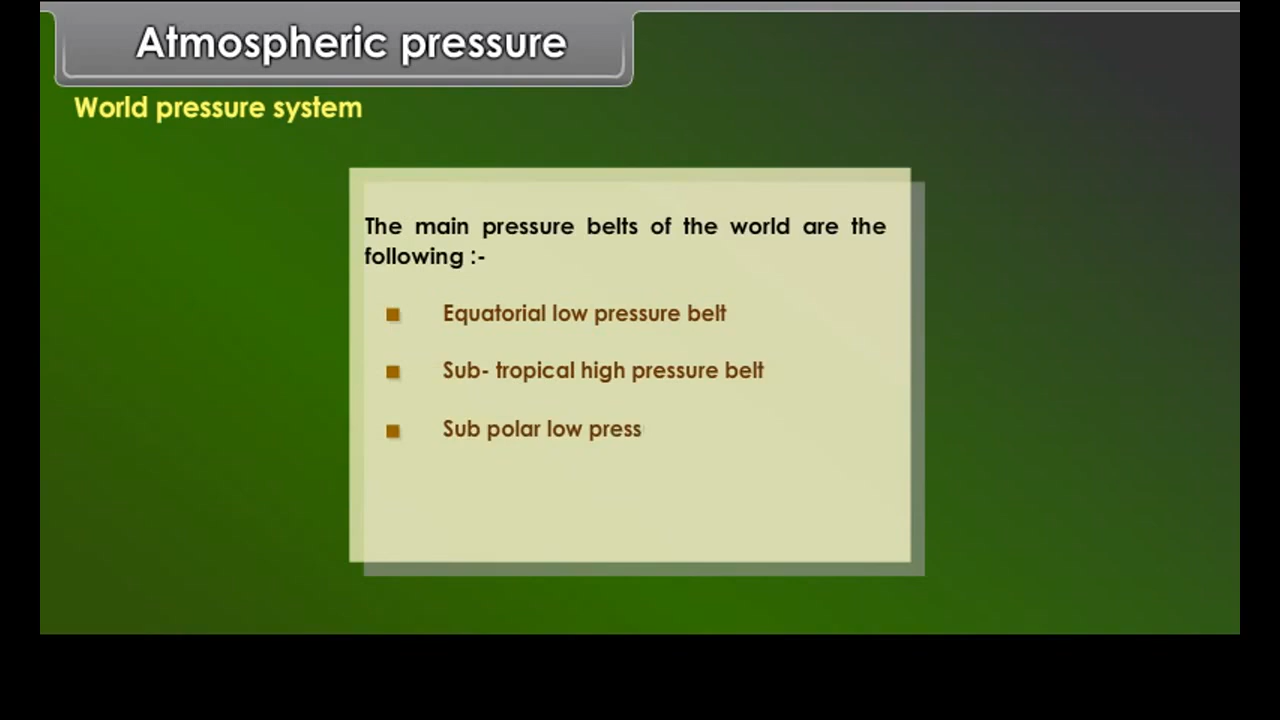 Atmospheric pressure
World pressure system
The main pressure belts of the world are the
following :-
Equatorial low pressure belt
Sub- tropical high pressure belt
Sub polar low press